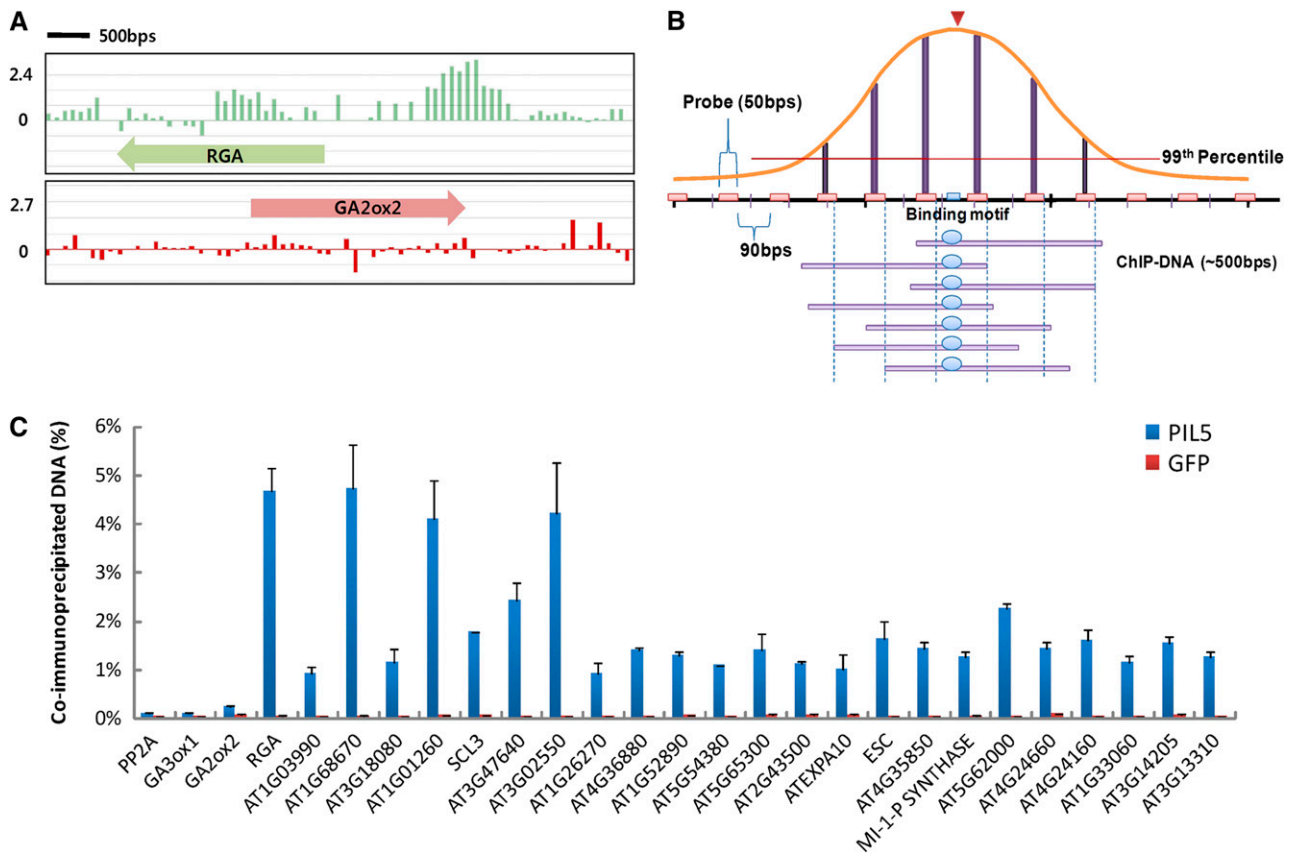 A
500bps
2.4
0
RGA
2.7
0
GA2ox2
B
Probe (50bps)
99th Percentile
Binding motif
90bps
ChIP-DNA (~500bps)
C
Co-immunoprecipitated DNA (%)
6%
5%
4%
3%
2%
1%
0%
PIL5
GFP
PP2A
GA3ox1
GA2ox2
RGA
AT1G03990
AT1G68670
AT3G18080
AT1G01260
SCL3
AT3G47640
AT3G02550
AT1G26270
AT4G36880
AT1G52890
AT5G54380
AT5G65300
AT2G43500
ATEXPA10
ESC
AT4G35850
MI-1-P SYNTHASE
AT5G62000
AT4G24660
AT4G24160
AT1G33060
AT3G14205
AT3G13310